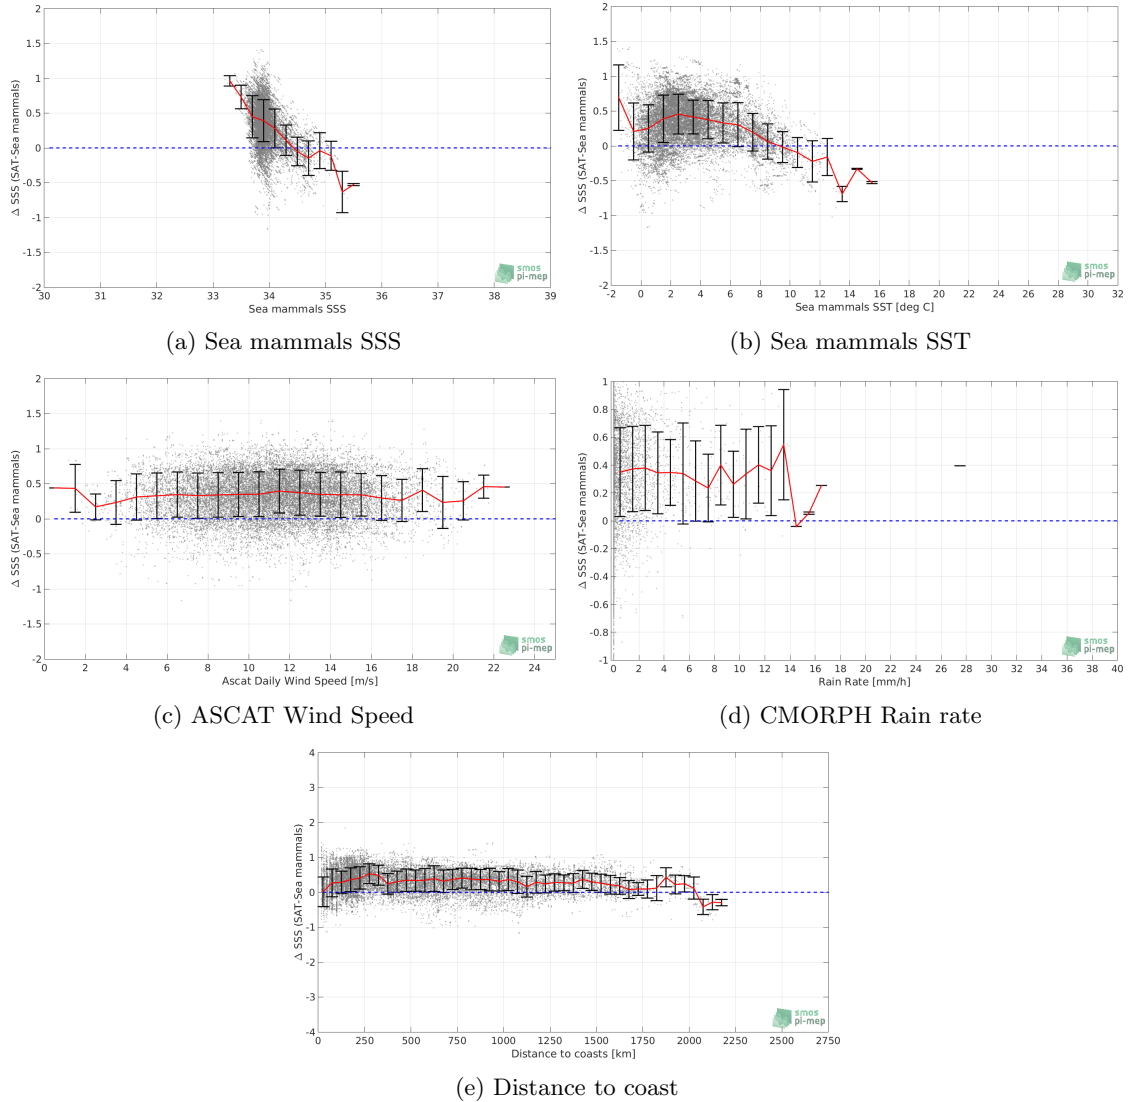 2
1.5
1
0.5
0
-0.5
-1
-1.5
-2
Δ SSS (SAT-Sea mammals)
30 31 32 33 34 35 36 37 38 39
Sea mammals SSS
smos
pi-mep
(a) Sea mammals SSS
2
1.5
1
0.5
0
-0.5
-1
-1.5
-2
Δ SSS (SAT-Sea mammals)
-2 0 2 4 6 8 10 12 14 16 18 20 22 24 26 28 30 32
Sea mammals SST [deg C]
smos
pi-mep
(b) Sea mammals SST
2
1.5
1
0.5
0
-0.5
-1
-1.5
-2
Δ SSS (SAT-Sea mammals)
0 2 4 6 8 10 12 14 16 18 20 22 24
Ascat Daily Wind Speed [m/s]
smos
pi-mep
(c) ASCAT Wind Speed
1
0.8
0.6
0.4
0.2
0
-0.2
-0.4
-0.6
-0.8
-1
Δ SSS (SAT-Sea mammals)
0 2 4 6 8 10 12 14 16 18 20 22 24 26 28 30 32 34 36 38 40
Rain Rate [mm/h]
smos
pi-mep
(d) CMORPH Rain rate
4
3
2
1
0
-1
-2
-3
-4
Δ SSS (SAT-Sea mammals)
0 250 500 750 1000 1250 1500 1750 2000 2250 2500 2750
Distance to coasts [km]
smos
pi-mep
(e) Distance to coast